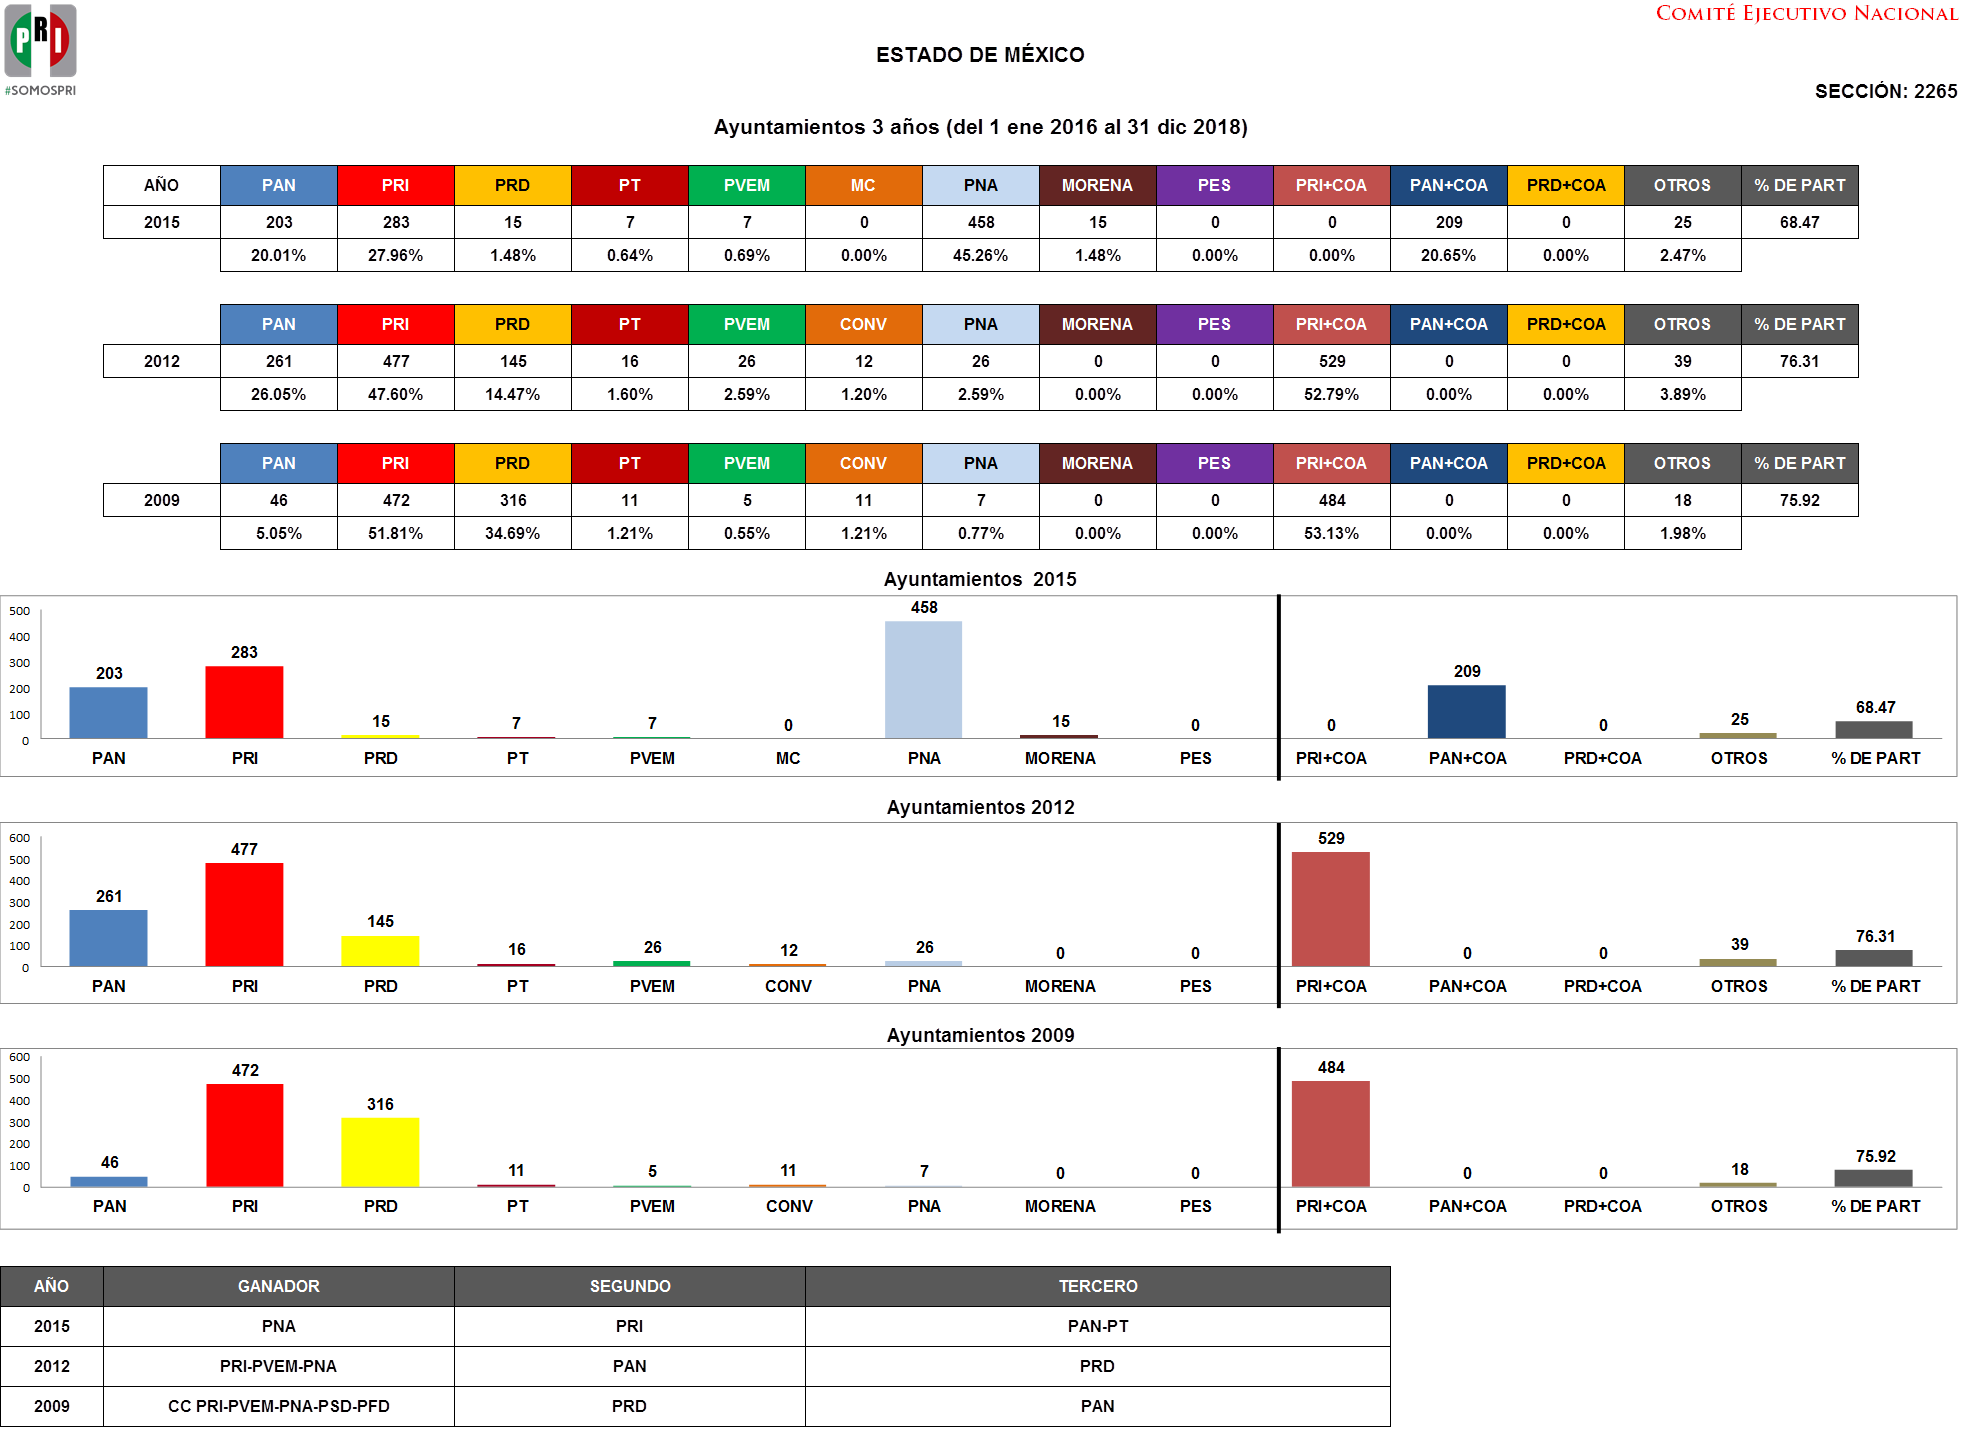 PRI
#SOMOSPRI
COMITÉ EJECUTIVO NACIONAL
ESTADO DE MÉXICO
SECCIÓN: 2265
Ayuntamientos 3 años (del 1 ene 2016 al 31 dic 2018)
AÑO PAN PRI PRD PT PVEM MC PNA MORENA PES PRI+COA PAN+COA PRD+COA OTROS % DE PART
2015 203 283 15 7 7 0 458 15 0 0 209 0 25 68.47
20.01% 27.96% 1.48% 0.64% 0.69% 0.00% 45.26% 1.48% 0.00% 0.00% 20.65% 0.00% 2.47%
PAN PRI PRD PT PVEM CONV PNA MORENA PES PRI+COA PAN+COA PRD+COA OTROS % DE PART
2012 261 477 145 16 26 12 26 0 0 529 0 0 39 76.31
26.05% 47.60% 14.47% 1.60% 2.59% 1.20% 2.59% 0.00% 0.00% 52.79% 0.00% 0.00% 3.89%
PAN PRI PRD PT PVEM CONV PNA MORENA PES PRI+COA PAN+COA PRD+COA OTROS % DE PART
2009 46 472 316 11 5 11 7 0 0 484 0 0 18 75.92
5.05% 51.81% 34.69% 1.21% 0.55% 1.21% 0.77% 0.00% 0.00% 53.13% 0.00% 0.00% 1.98%
Ayuntamientos 2015
500
400
300
200
100
0
203 283 15 7 7 0 458 15 0 0 209 0 25 68.47
PAN PRI PRD PT PVEM MC PNA MORENA PES PRI+COA PAN+COA PRD+COA OTROS % DE PART
Ayuntamientos 2012
600
500
400
300
200
100
0
261 477 145 16 26 12 26 0 0 529 0 0 39 76.31
PAN PRI PRD PT PVEM CONV PNA MORENA PES PRI+COA PAN+COA PRD+COA OTROS % DE PART
Ayuntamientos 2009
600
500
400
300
200
100
0
46 472 316 11 5 11 7 0 0 484 0 0 18 75.92
PAN PRI PRD PT PVEM CONV PNA MORENA PES PRI+COA PAN+COA PRD+COA OTROS % DE PART
AÑO GANADOR SEGUNDO TERCERO
2015 PNA PRI PAN-PT
2012 PRI-PVEM-PNA PAN PRD
2009 CC PRI-PVEM-PNA-PSD-PFD PRD PAN